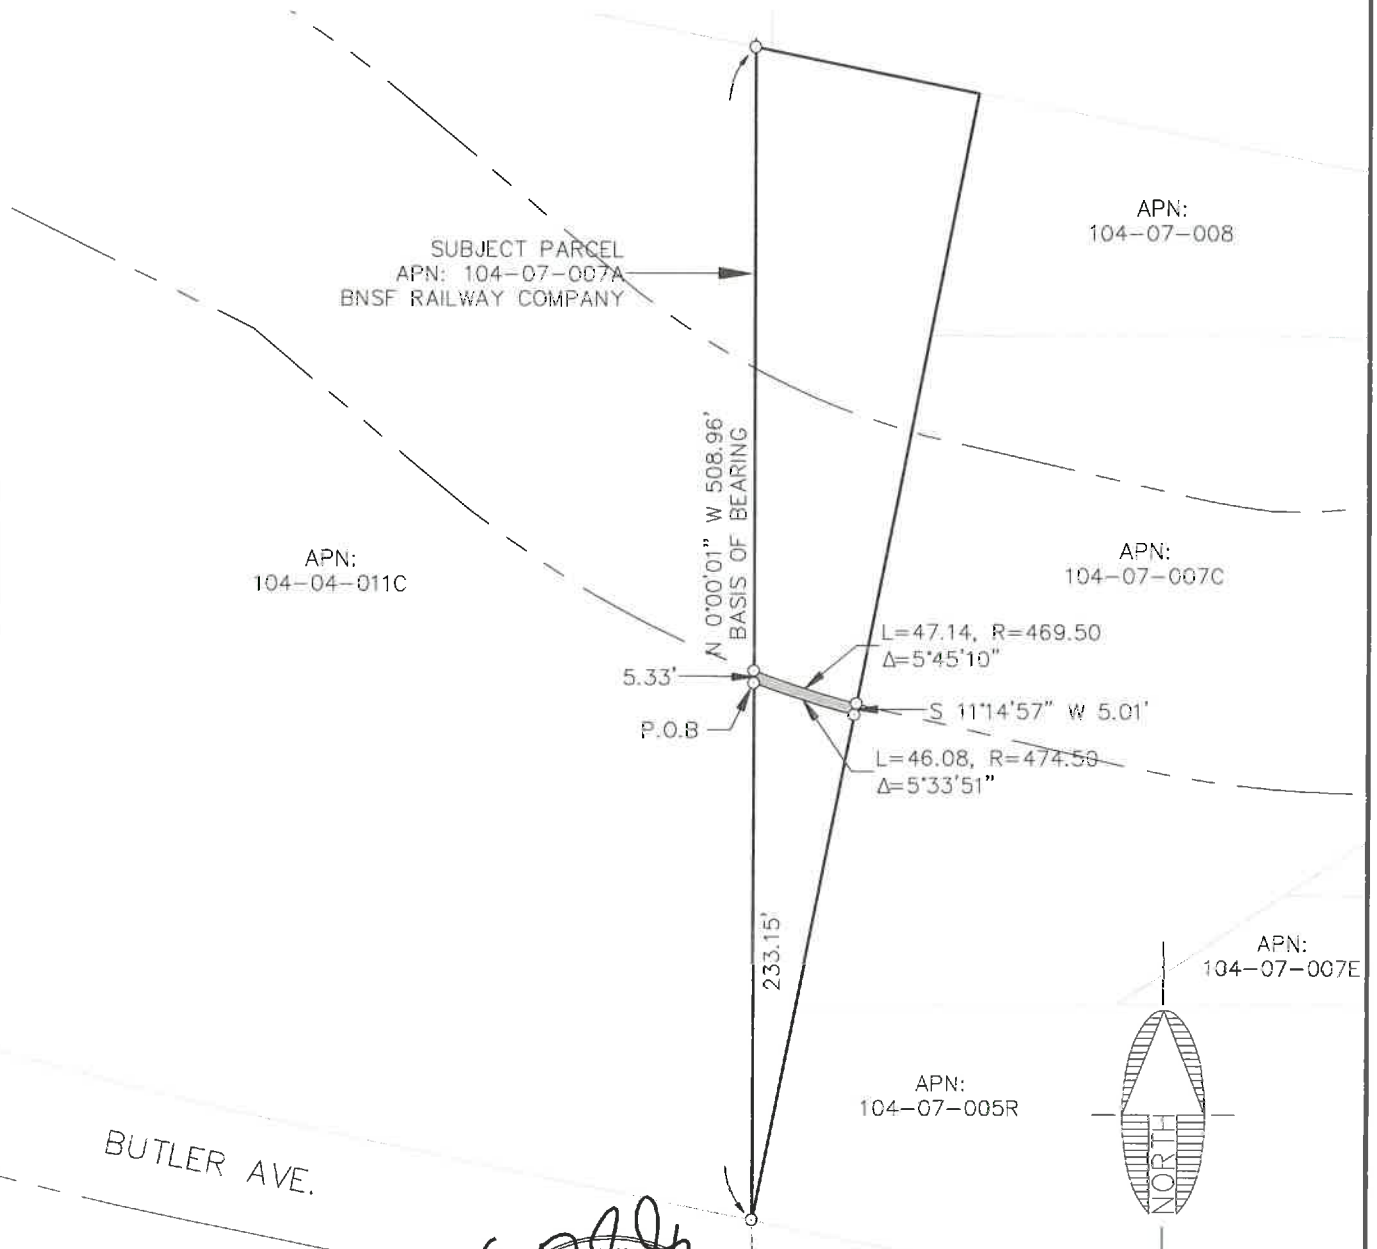 APN:
104-07-008
SUBJECT PARCEL
APN: 104-07-007A
BNSF RAILWAY COMPANY
N 0°00'01" W 508.96'
BASIS OF BEARING
APN:
104-04-011C
APN:
104-07-007C
L=47.14, R=469.50
Δ=5°45'10"
5.33'
S 11°14'57" W 5.01'
P.O.B
L=46.08, R=474.50
Δ=5°33'51"
233.15'
APN:
104-07-007E
APN:
104-07-005R
NORTH
BUTLER AVE.